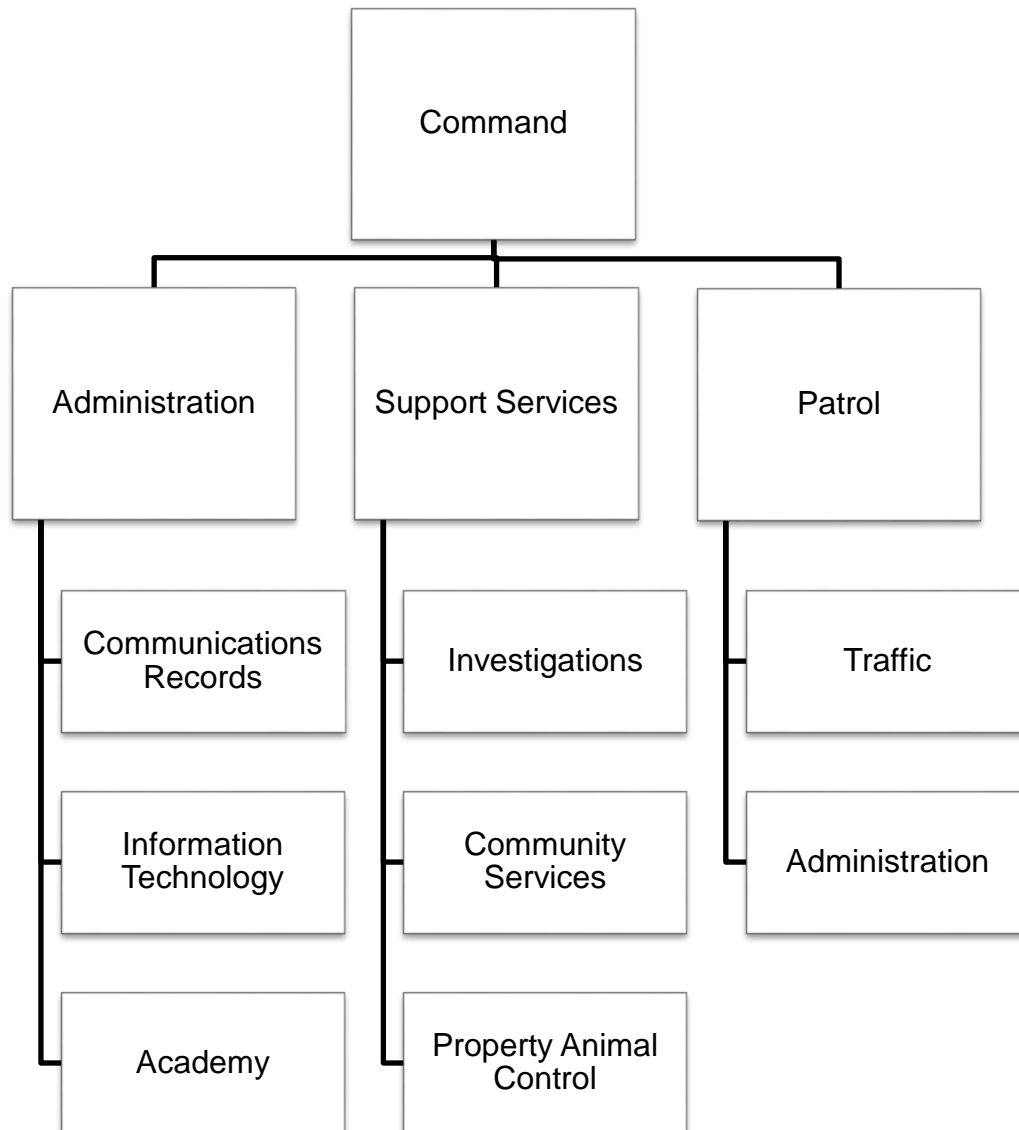 Command
Administration
Support Services
Patrol
Communications
Records
Investigations
Traffic
Information
Technology
Community
Services
Administration
Academy
Property Animal
Control